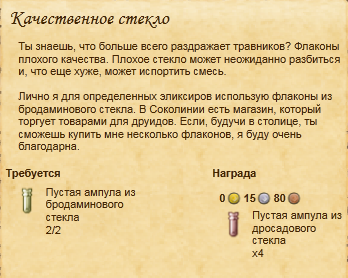 Качественное стекло
Ты знаешь, что больше всего раздражает травников? Флаконы
плохого качества. Плохое стекло может неожиданно разбиться
и, что еще хуже, может испортить смесь.
Лично я для определенных эликсиров использую флаконы из
бродаминового стекла. В Соколинии есть магазин, который
торгует товарами для друидов. Если, будучи в столице, ты
сможешь купить мне несколько флаконов, я буду очень
благодарна.
Требуется
Пустая ампула из
бродаминового
стекла
2/2
Награда
0 15 80
Пустая ампула из
дросадового
стекла
x4